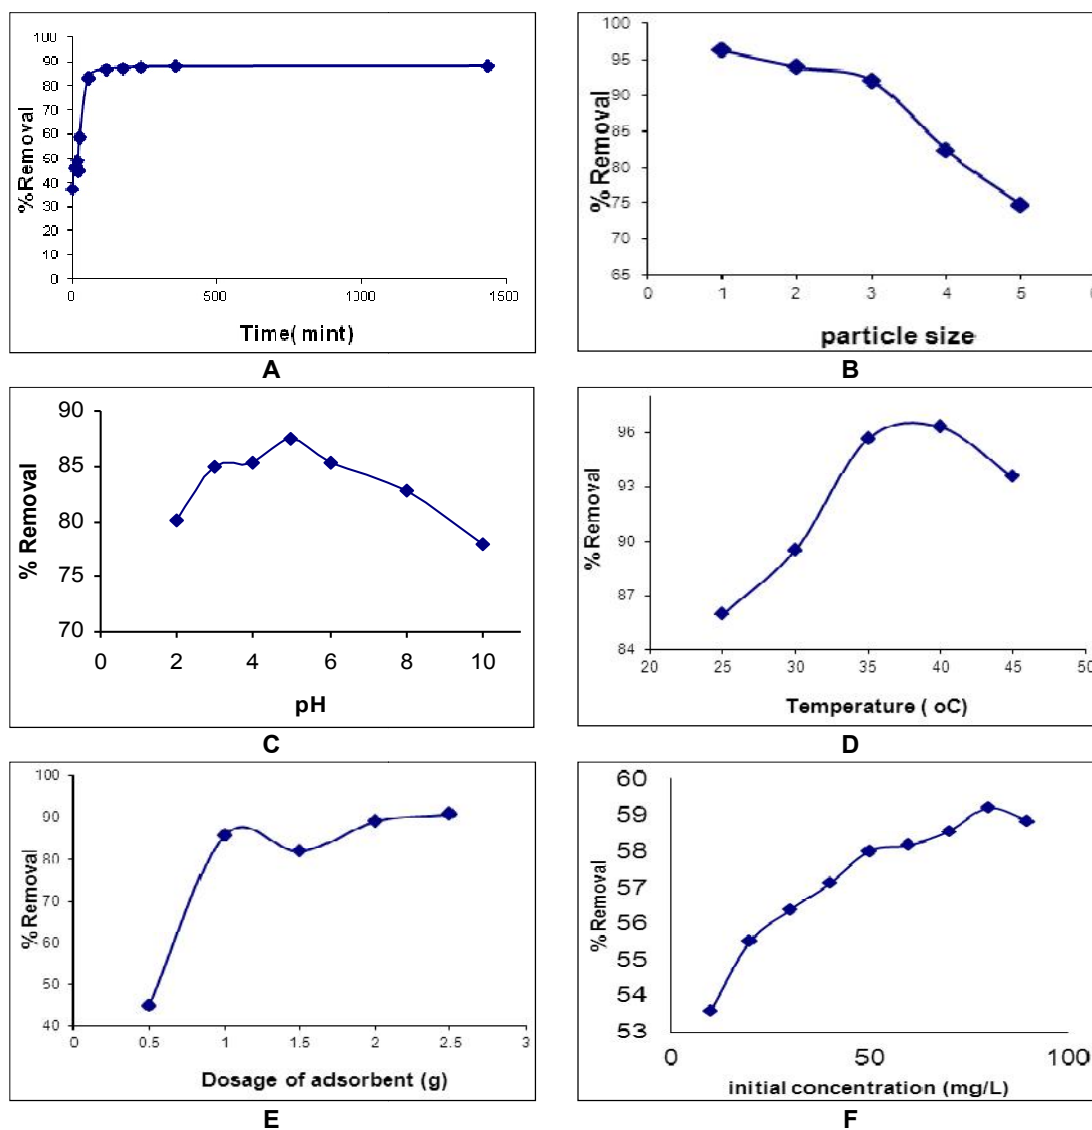 100
90
80
70
60
50
40
30
20
10
0
% Removal
0 500 1000 1500
Time( mint)
A
100
95
90
85
80
75
70
65
% Removal
0 1 2 3 4 5
particle size
B
90
85
80
75
70
% Removal
0 2 4 6 8 10
pH
C
96
93
90
87
84
% Removal
20 25 30 35 40 45 50
Temperature ( oC)
D
100
90
80
70
60
50
40
% Removal
0 0.5 1 1.5 2 2.5 3
Dosage of adsorbent (g)
E
60
59
58
57
56
55
54
53
% Removal
0 50 100
initial concentration (mg/L)
F